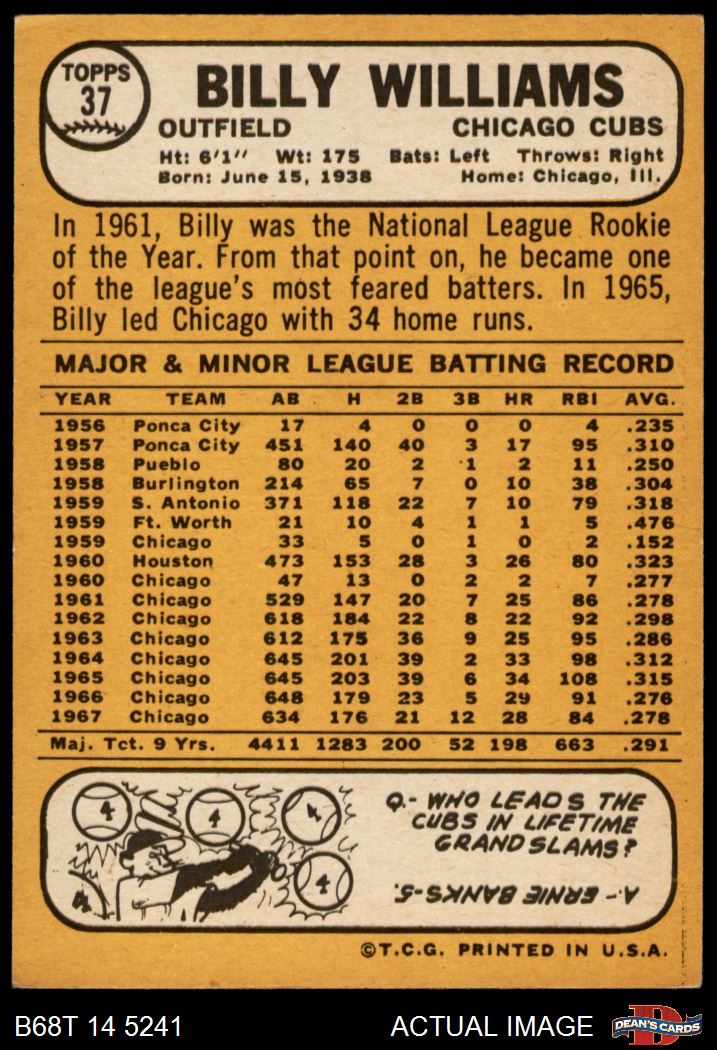 TOPPS
37
BILLY WILLIAMS
OUTFIELD CHICAGO CUBS
Ht: 6'1" Wt: 175 Bats: Left Throws: Right
Born: June 15, 1938 Home: Chicago, Ill.
In 1961, Billy was the National League Rookie
of the Year. From that point on, he became one
of the league's most feared batters. In 1965,
Billy led Chicago with 34 home runs.
MAJOR & MINOR LEAGUE BATTING RECORD
YEAR TEAM AB H 2B 3B HR RBI AVG.
1956 Ponca City 17 4 0 0 0 4 .235
1957 Ponca City 451 140 40 3 17 95 .310
1958 Pueblo 80 20 2 1 2 11 .250
1958 Burlington 214 65 7 0 10 38 .304
1959 S. Antonio 371 118 22 7 10 79 .318
1959 Ft. Worth 21 10 4 1 1 5 .476
1959 Chicago 33 5 0 1 0 2 .152
1960 Houston 473 153 28 3 26 80 .323
1960 Chicago 47 13 0 2 2 7 .277
1961 Chicago 529 147 20 7 25 86 .278
1962 Chicago 618 184 22 8 22 92 .298
1963 Chicago 612 175 36 9 25 95 .286
1964 Chicago 645 201 39 2 33 98 .312
1965 Chicago 645 203 39 6 34 108 .315
1966 Chicago 648 179 23 5 29 91 .276
1967 Chicago 634 176 21 12 28 84 .278
Maj. Tct. 9 Yrs. 4411 1283 200 52 198 663 .291
4 4 4
4 4
Q.- WHO LEADS THE
CUBS IN LIFETIME
GRAND SLAMS?
A- ERNIE BANKS-5.
©T.C.G. PRINTED IN U.S.A.
B68T 14 5241 ACTUAL IMAGE
D
DEAN'S CARDS